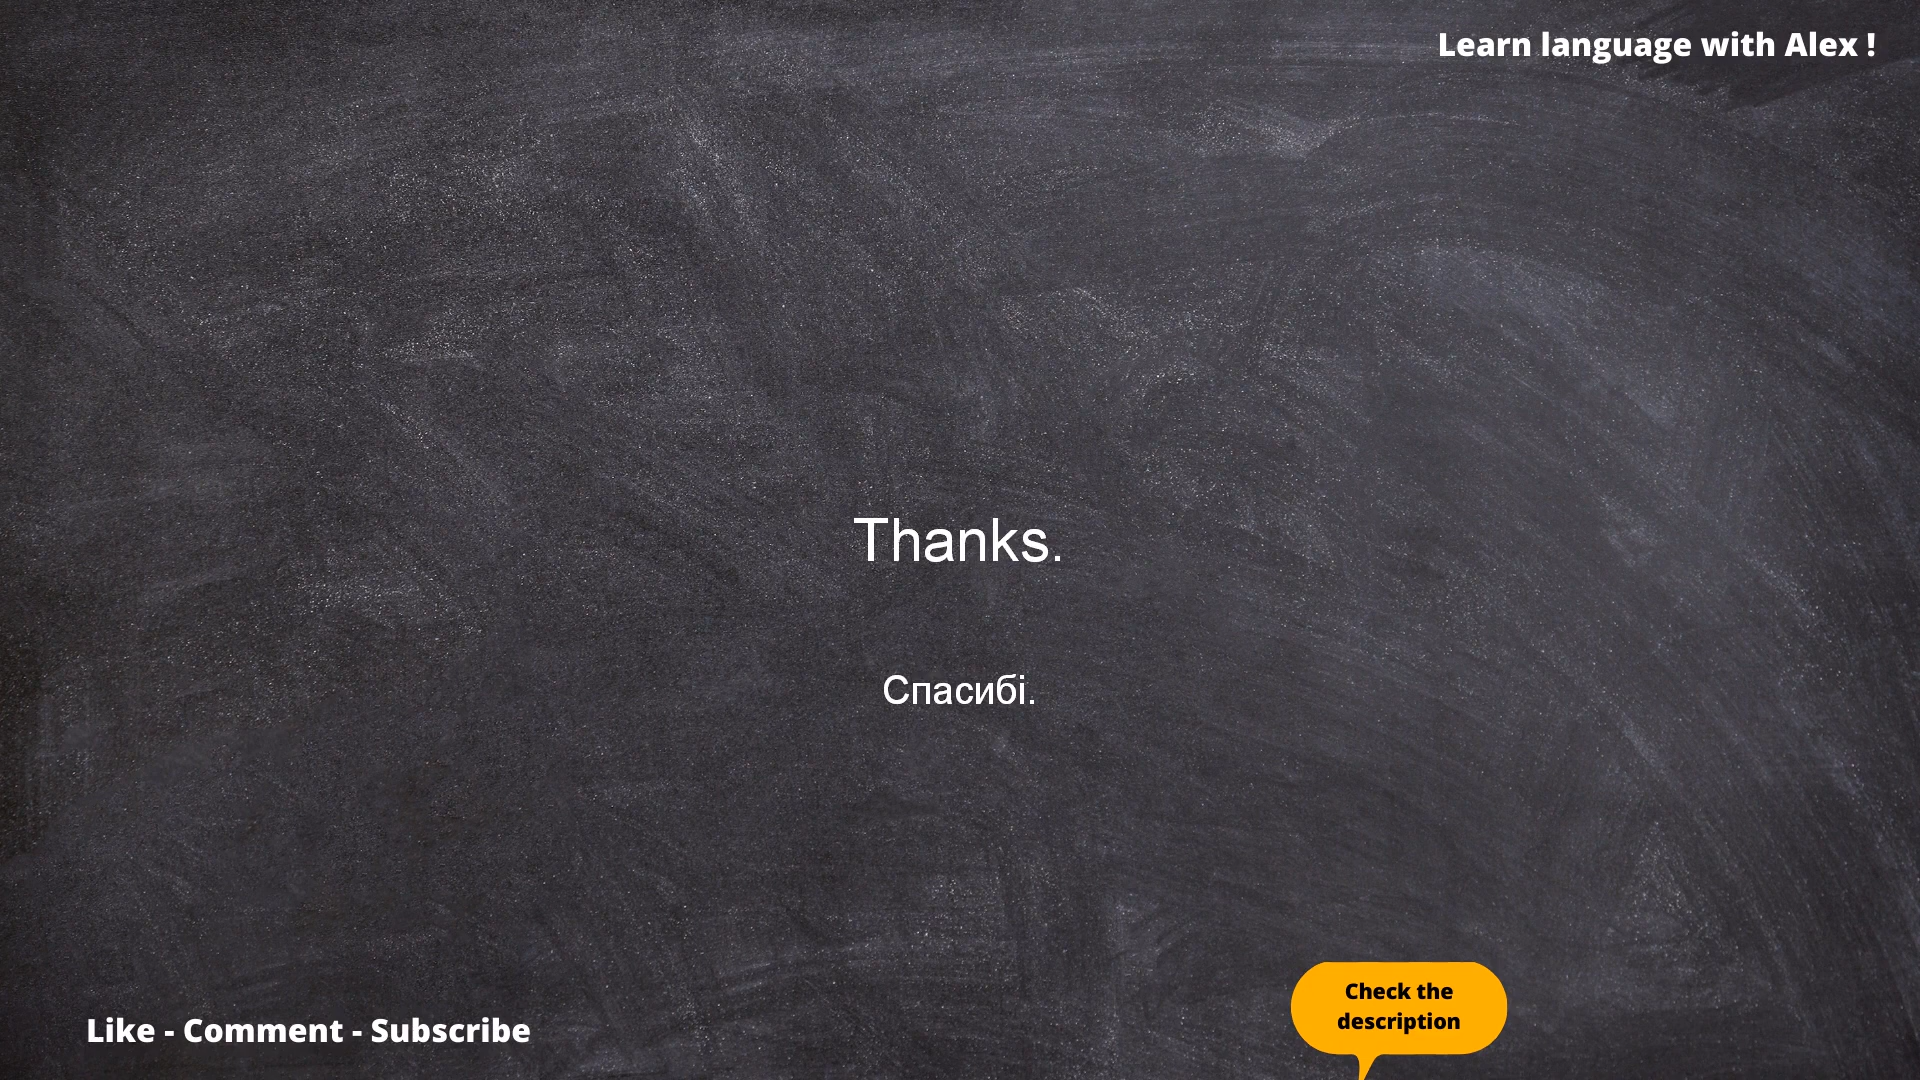 Learn language with Alex !
Thanks.
Спасибі.
Check the
description
Like - Comment - Subscribe